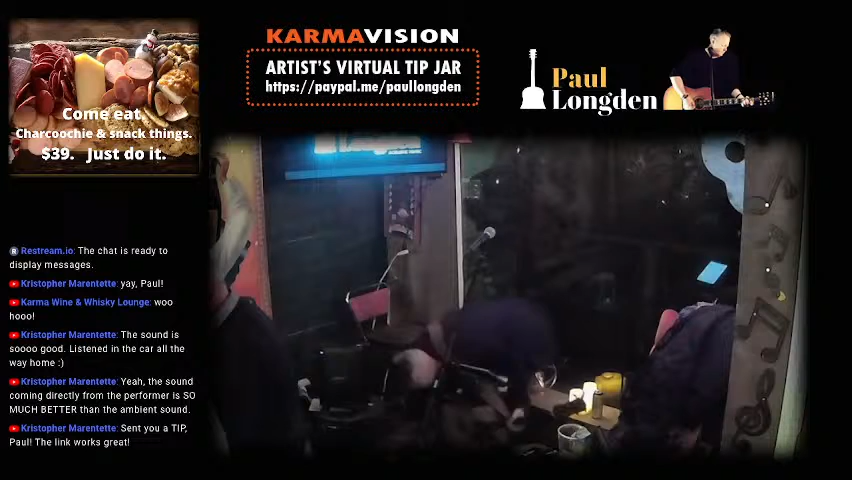 Come eat.
Charcoochie & snack things.
$39. Just do it.
KARMAVISION
ARTIST'S VIRTUAL TIP JAR
https://paypal.me/paullongden
Paul
Longden
Restream.io: The chat is ready to
display messages.
Kristopher Marentette: yay, Paul!
Karma Wine & Whisky Lounge: woo
hooo!
Kristopher Marentette: The sound is
soooo good. Listened in the car all the
way home :)
Kristopher Marentette: Yeah, the sound
coming directly from the performer is SO
MUCH BETTER than the ambient sound.
Kristopher Marentette: Sent you a TIP,
Paul! The link works great!